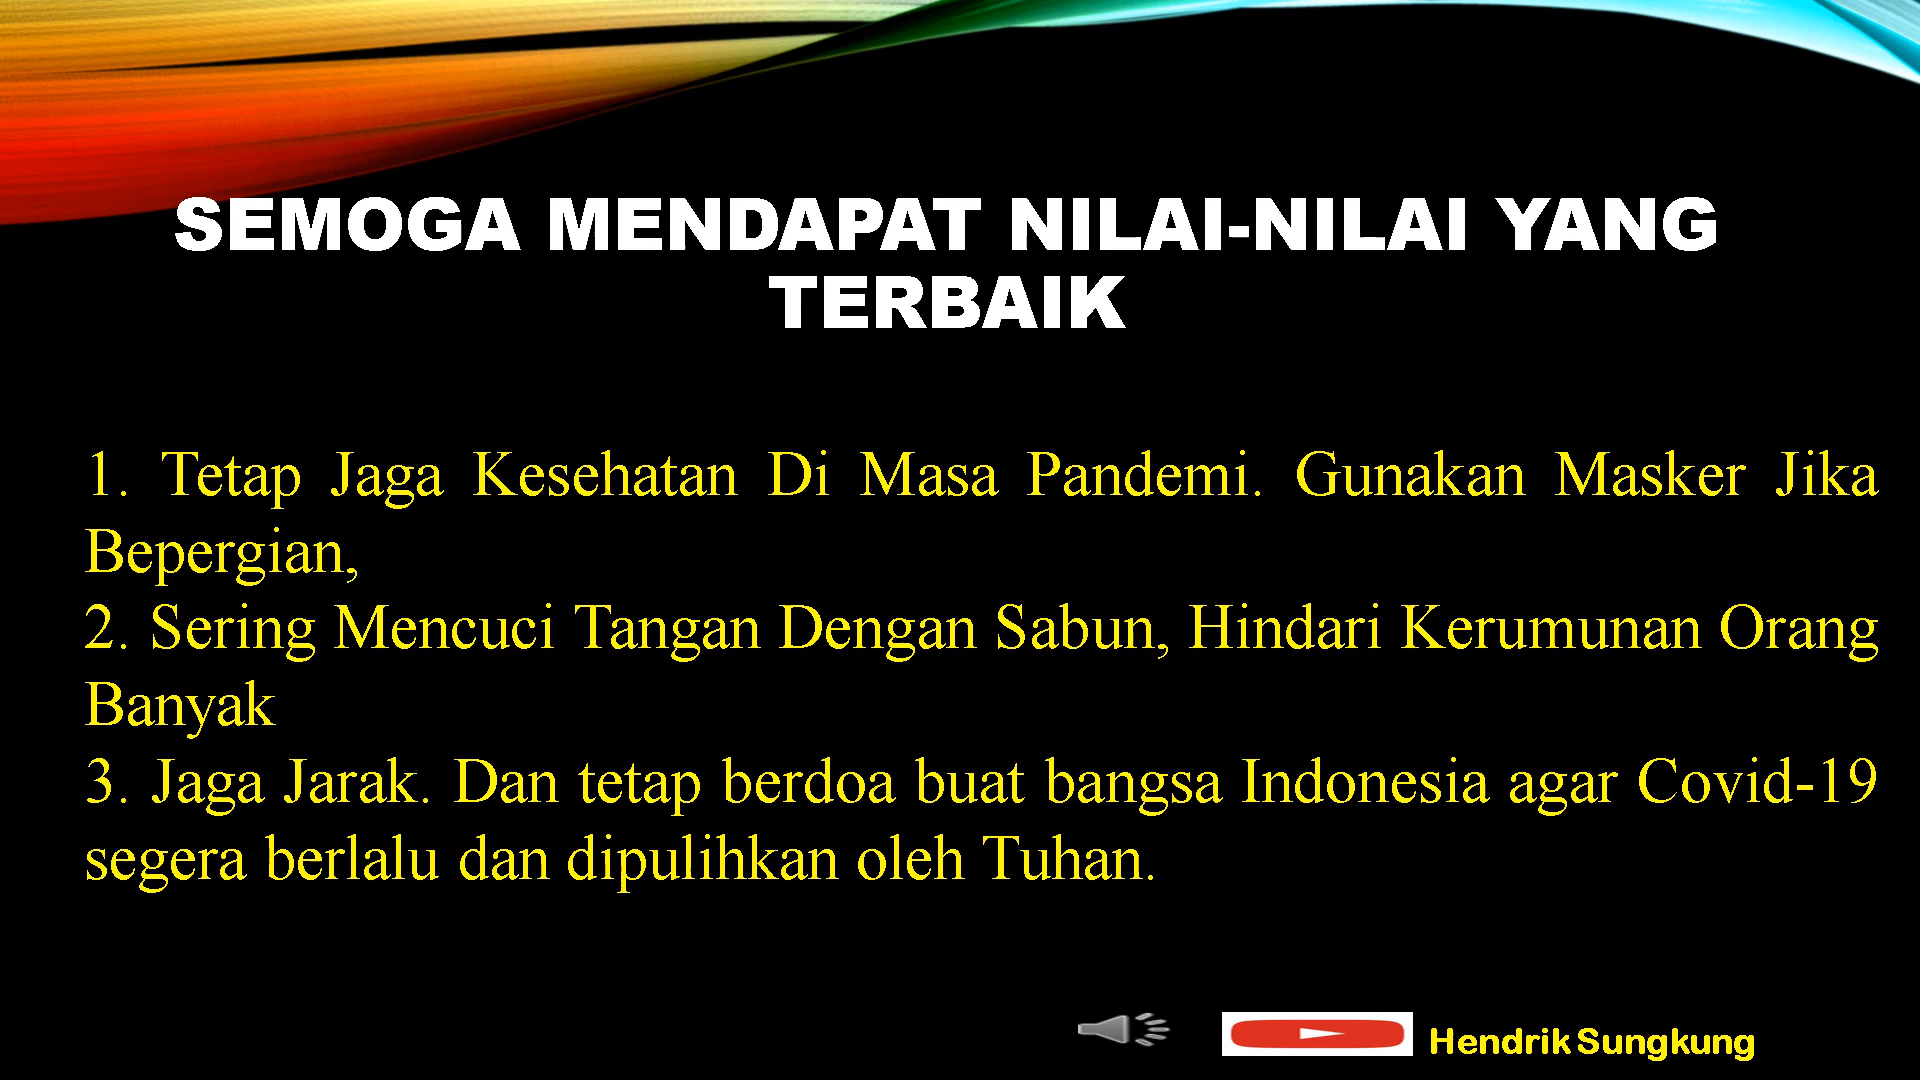 SEMOGA MENDAPAT NILAI-NILAI YANG
TERBAIK
1. Tetap Jaga Kesehatan Di Masa Pandemi. Gunakan Masker Jika
Bepergian,
2. Sering Mencuci Tangan Dengan Sabun, Hindari Kerumunan Orang
Banyak
3. Jaga Jarak. Dan tetap berdoa buat bangsa Indonesia agar Covid-19
segera berlalu dan dipulihkan oleh Tuhan.
Hendrik Sungkung